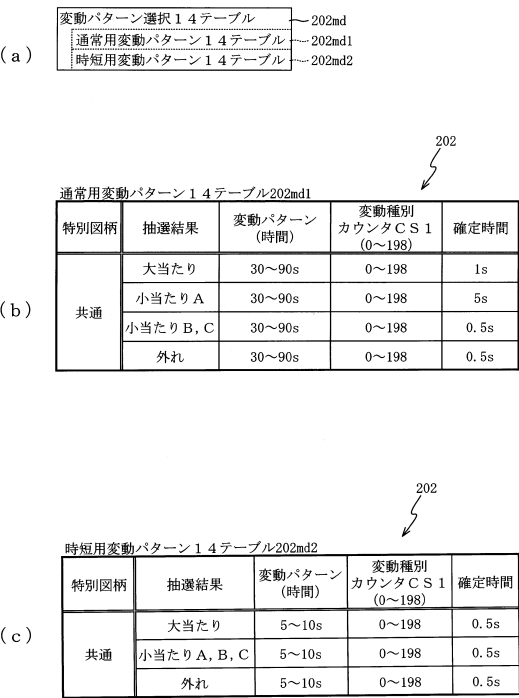 (a)
変動パターン選択14テーブル 202md
通常用変動パターン14テーブル 202md1
時短用変動パターン14テーブル 202md2
202
(b)
通常用変動パターン14テーブル202md1
特別図柄 抽選結果 変動パターン(時間) 変動種別カウンタCS1(0~198) 確定時間
共通 大当たり 30~90s 0~198 1s
小当たりA 30~90s 0~198 5s
小当たりB,C 30~90s 0~198 0.5s
外れ 30~90s 0~198 0.5s
202
(c)
時短用変動パターン14テーブル202md2
特別図柄 抽選結果 変動パターン(時間) 変動種別カウンタCS1(0~198) 確定時間
共通 大当たり 5~10s 0~198 0.5s
小当たりA,B,C 5~10s 0~198 0.5s
外れ 5~10s 0~198 0.5s